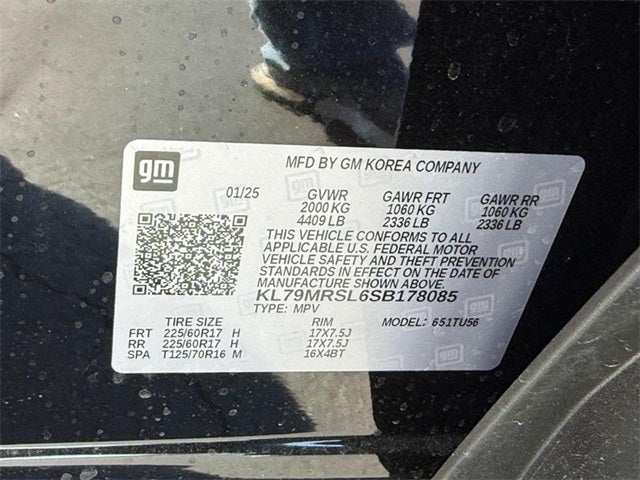 gm
MFD BY GM KOREA COMPANY
01/25 GVWR GAWR FRT GAWR RR
2000 KG 1060 KG 1060 KG
4409 LB 2336 LB 2336 LB
THIS VEHICLE CONFORMS TO ALL
APPLICABLE U.S. FEDERAL MOTOR
VEHICLE SAFETY AND THEFT PREVENTION
STANDARDS IN EFFECT ON THE DATE OF
MANUFACTURE SHOWN ABOVE.
KL79MRSL6SB178085
TYPE: MPV
TIRE SIZE RIM MODEL: 651TU56
FRT 225/60R17 H 17X7.5J
RR 225/60R17 H 17X7.5J
SPA T125/70R16 M 16X4BT